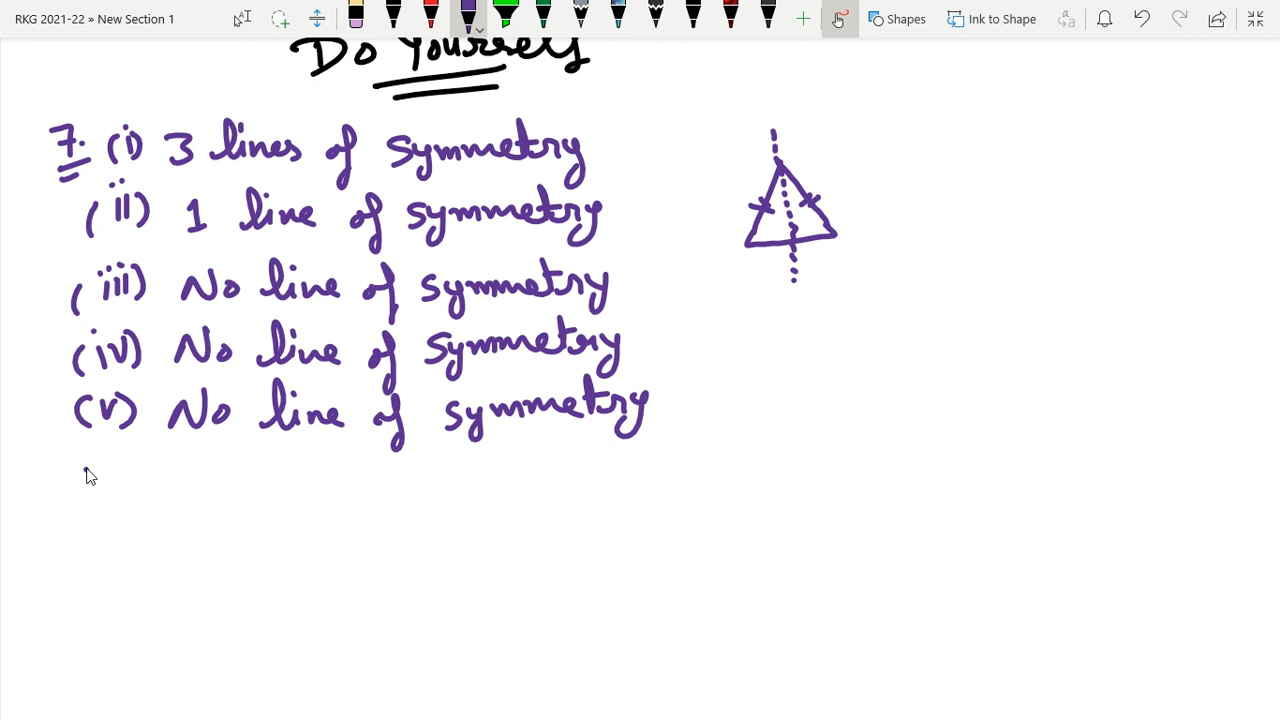 RKG 2021-22 » New Section 1
Shapes
Ink to Shape
Do Yourself
7. (i) 3 lines of symmetry
(ii) 1 line of symmetry
(iii) No line of symmetry
(iv) No line of symmetry
(v) No line of symmetry